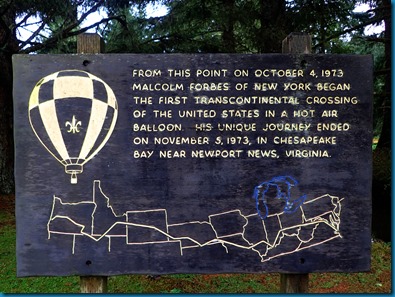 FROM THIS POINT ON OCTOBER 4, 1973
MALCOLM FORBES OF NEW YORK BEGAN
THE FIRST TRANSCONTINENTAL CROSSING
OF THE UNITED STATES IN A HOT AIR
BALLOON. HIS UNIQUE JOURNEY ENDED
ON NOVEMBER 5, 1973, IN CHESAPEAKE
BAY NEAR NEWPORT NEWS, VIRGINIA.